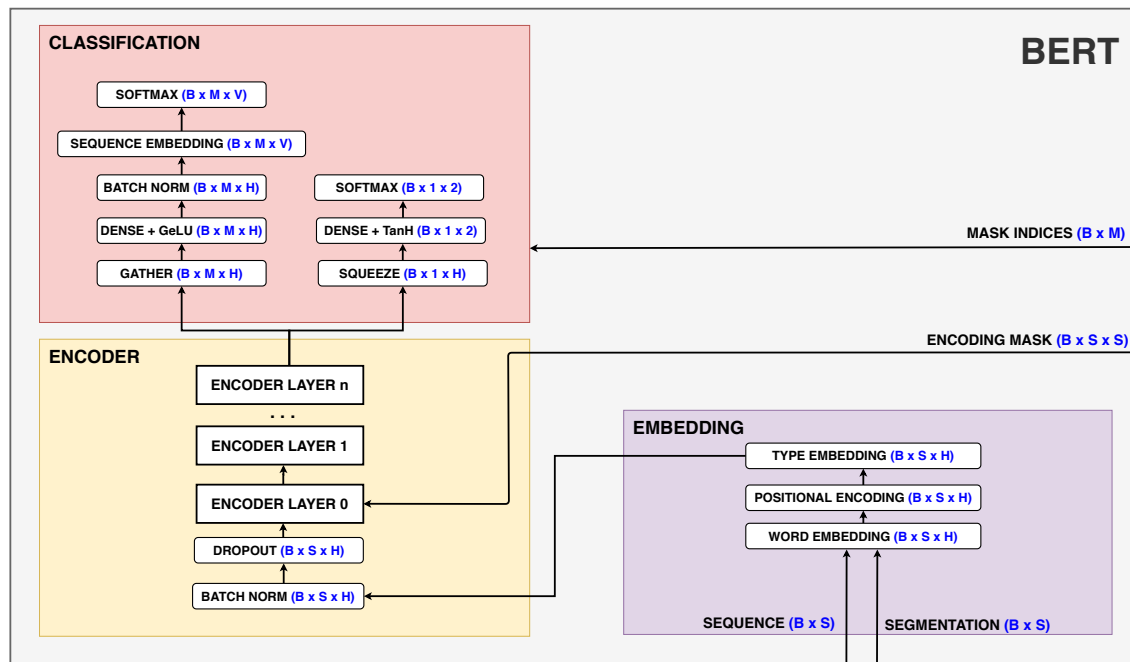 BERT
CLASSIFICATION
SOFTMAX (B x M x V)
SEQUENCE EMBEDDING (B x M x V)
BATCH NORM (B x M x H)
DENSE + GeLU (B x M x H)
GATHER (B x M x H)
SOFTMAX (B x 1 x 2)
DENSE + TanH (B x 1 x 2)
SQUEEZE (B x 1 x H)
MASK INDICES (B x M)
ENCODING MASK (B x S x S)
ENCODER
ENCODER LAYER n
. . .
ENCODER LAYER 1
ENCODER LAYER 0
DROPOUT (B x S x H)
BATCH NORM (B x S x H)
EMBEDDING
TYPE EMBEDDING (B x S x H)
POSITIONAL ENCODING (B x S x H)
WORD EMBEDDING (B x S x H)
SEQUENCE (B x S)
SEGMENTATION (B x S)